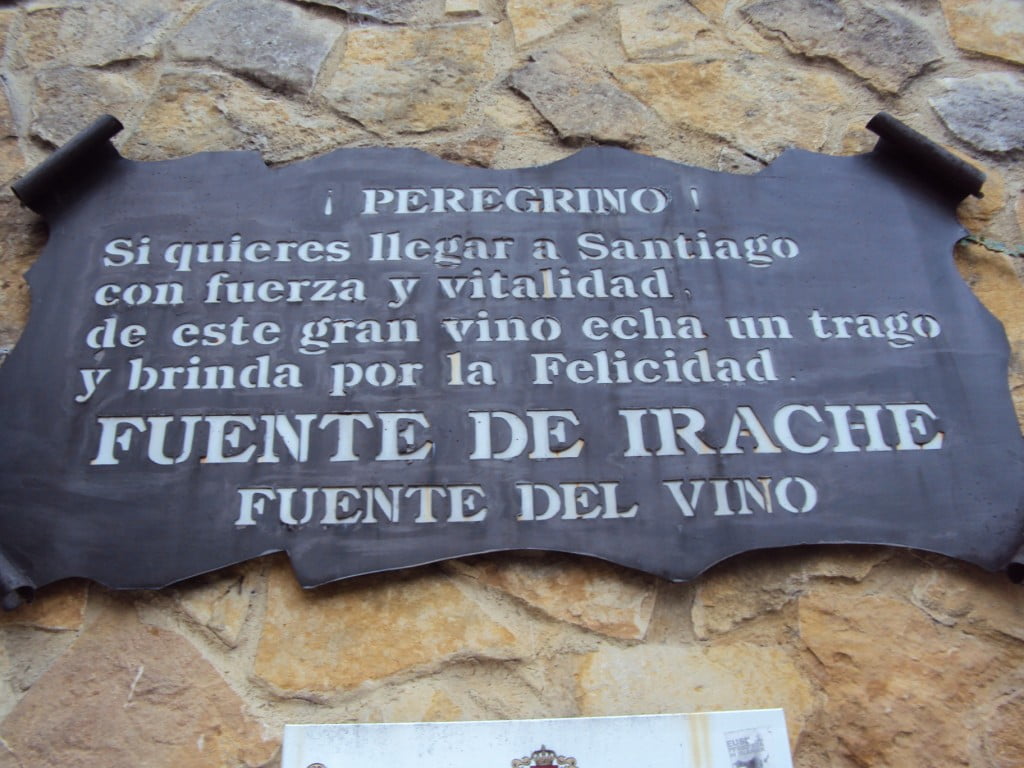 ¡ PEREGRINO !
Si quieres llegar a Santiago
con fuerza y vitalidad,
de este gran vino echa un trago
y brinda por la Felicidad.
FUENTE DE IRACHE
FUENTE DEL VINO